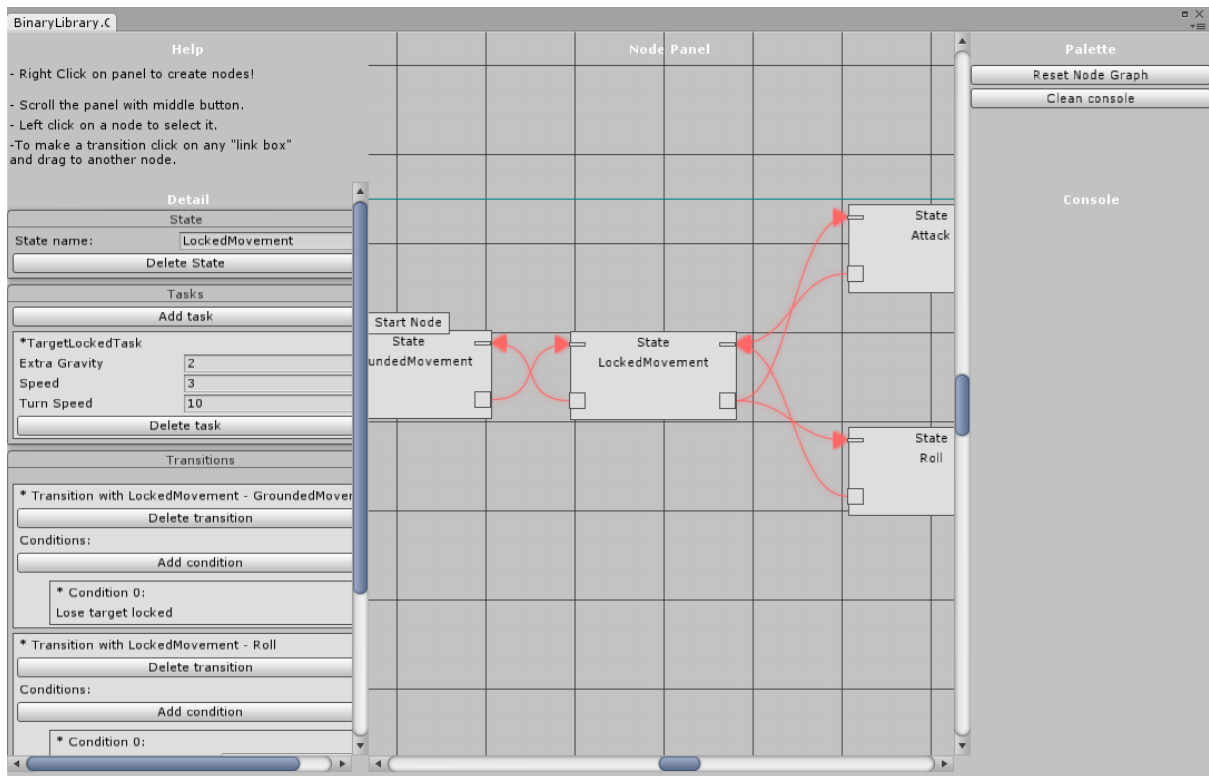 BinaryLibrary.C
Help
- Right Click on panel to create nodes!
- Scroll the panel with middle button.
- Left click on a node to select it.
-To make a transition click on any "link box"
and drag to another node.
Detail
State
State name: LockedMovement
Delete State
Tasks
Add task
*TargetLockedTask
Extra Gravity 2
Speed 3
Turn Speed 10
Delete task
Transitions
* Transition with LockedMovement - GroundedMover
Delete transition
Conditions:
Add condition
* Condition 0:
Lose target locked
* Transition with LockedMovement - Roll
Delete transition
Conditions:
Add condition
* Condition 0:
Node Panel
Start Node
State
undedMovement
State
LockedMovement
State
Attack
State
Roll
Palette
Reset Node Graph
Clean console
Console